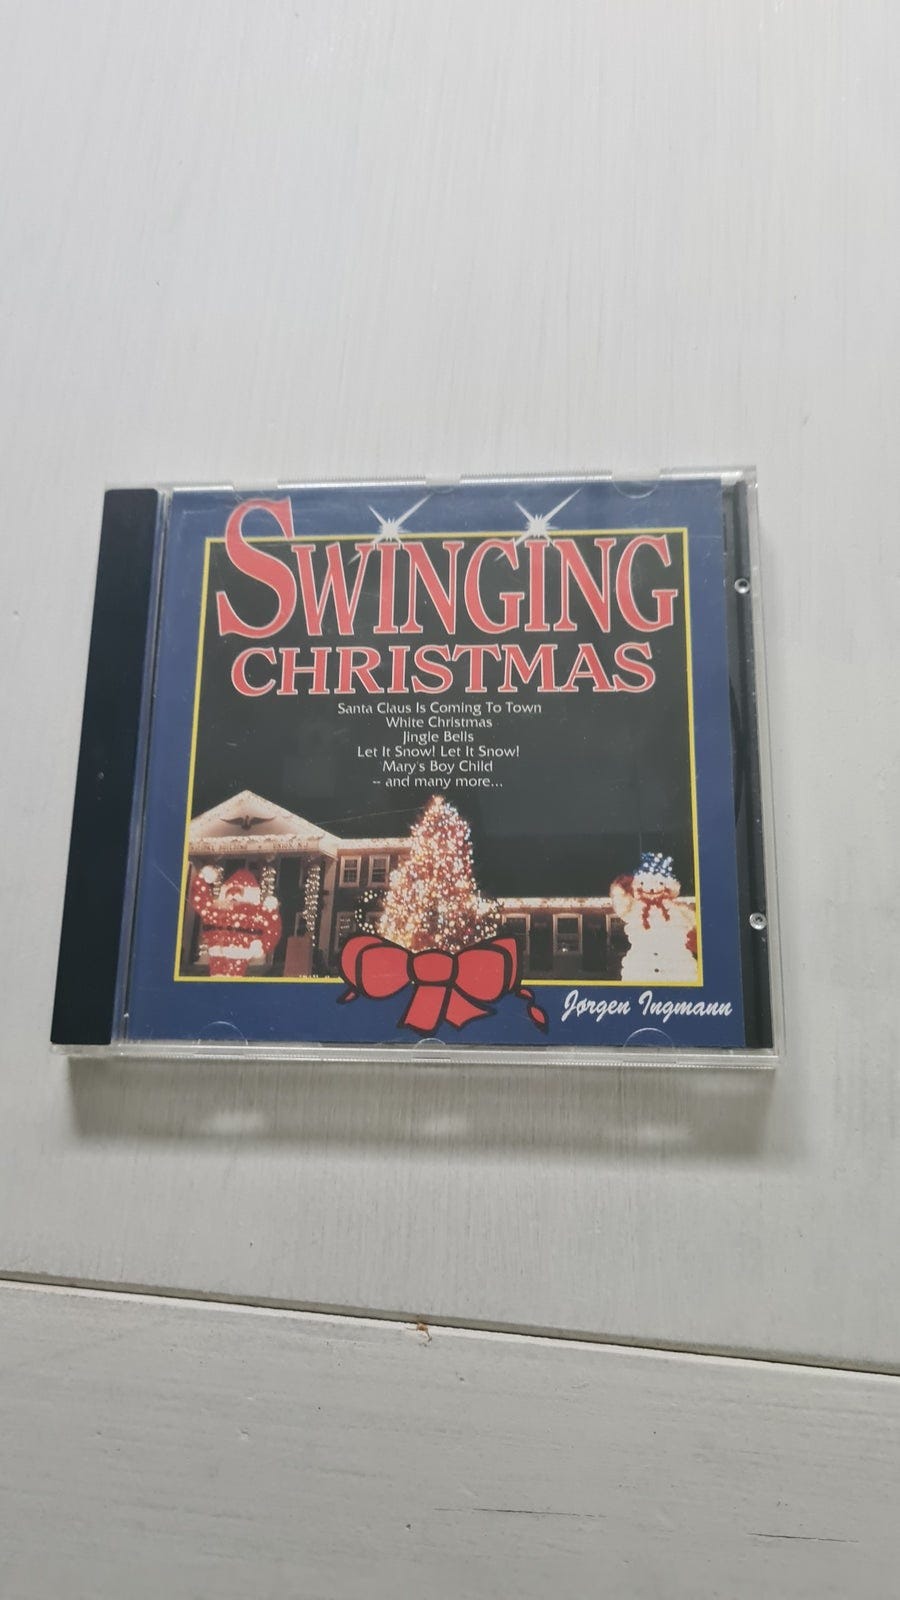 SWINGING
CHRISTMAS
Santa Claus Is Coming To Town
White Christmas
Jingle Bells
Let It Snow! Let It Snow!
Mary's Boy Child
– and many more...
Jørgen Ingmann